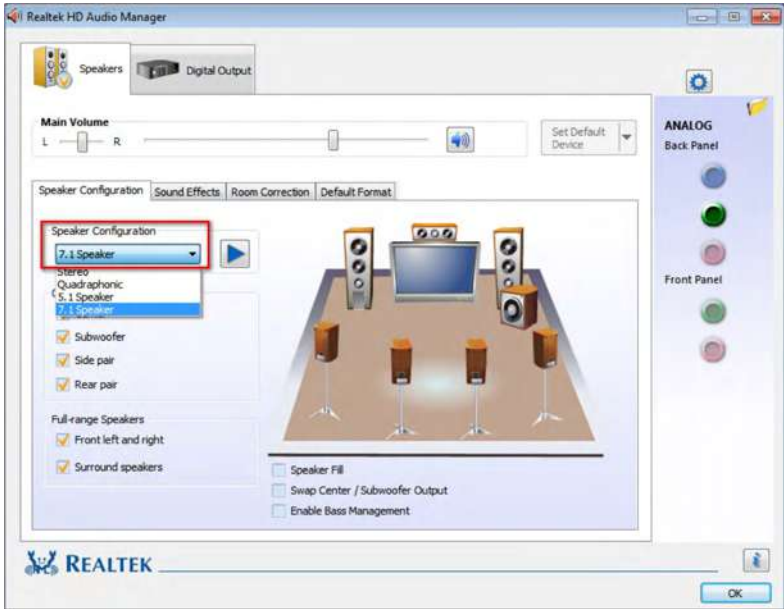 Realtek HD Audio Manager
Speakers
Digital Output
Main Volume
L R
Set Default
Device
ANALOG
Back Panel
Speaker Configuration
Sound Effects
Room Correction
Default Format
Speaker Configuration
7.1 Speaker
Stereo
Quadraphonic
5.1 Speaker
7.1 Speaker
Subwoofer
Side pair
Rear pair
Full-range Speakers
Front left and right
Surround speakers
Speaker Fill
Swap Center / Subwoofer Output
Enable Bass Management
Front Panel
REALTEK
OK